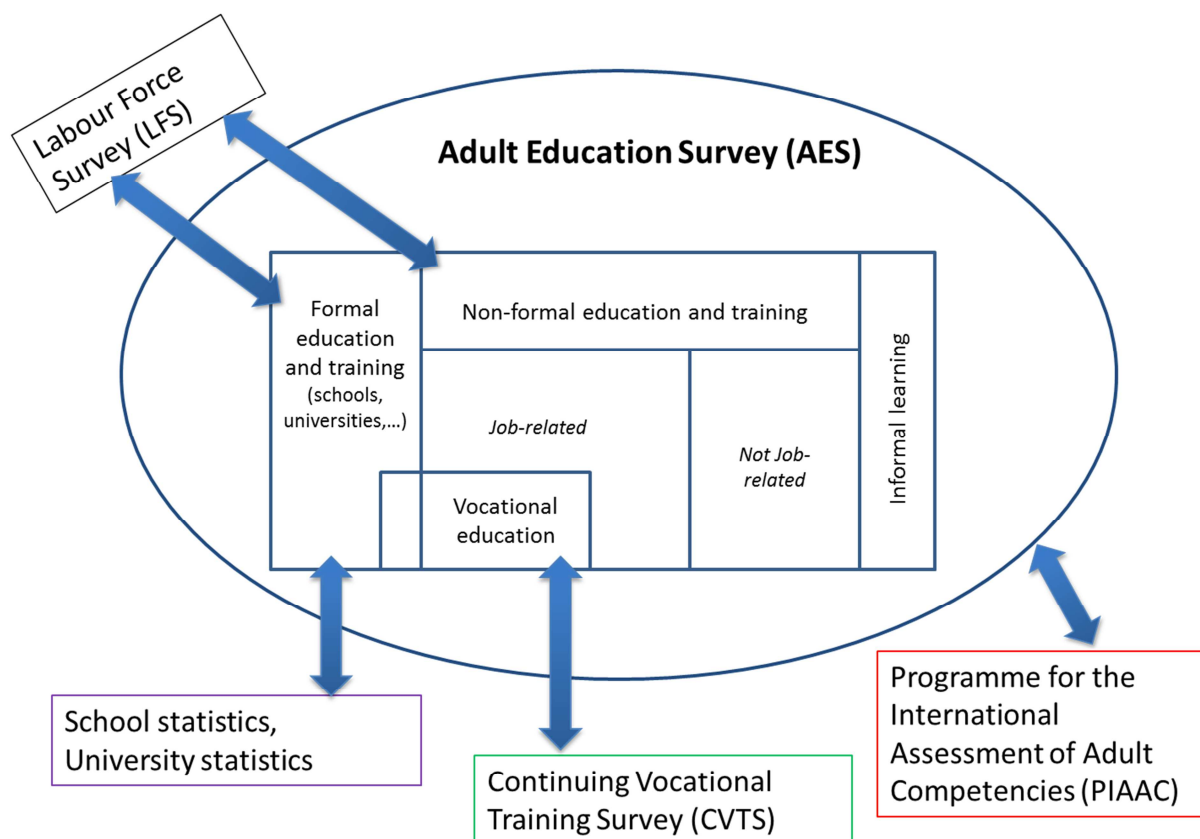 Labour Force
Survey (LFS)
Adult Education Survey (AES)
Formal
education
and training
(schools,
universities,...)
Non-formal education and training
Job-related
Not Job-
related
Vocational
education
Informal learning
School statistics,
University statistics
Continuing Vocational
Training Survey (CVTS)
Programme for the
International
Assessment of Adult
Competencies (PIAAC)